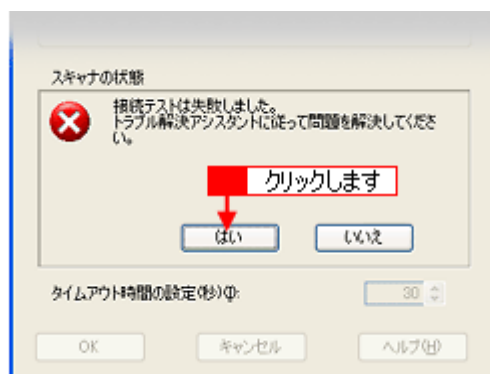 スキャナの状態
接続テストは失敗しました。
トラブル解決アシスタントに従って問題を解決してくださ
い。
クリックします
はい
いいえ
タイムアウト時間の設定(秒)(I):
30
OK
キャンセル
ヘルプ(H)